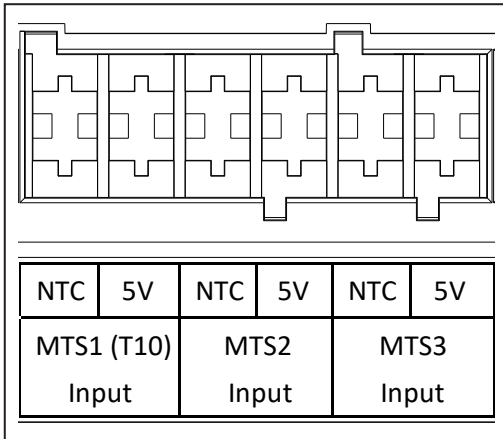 NTC 5V NTC 5V NTC 5V
MTS1 (T10) MTS2 MTS3
Input Input Input